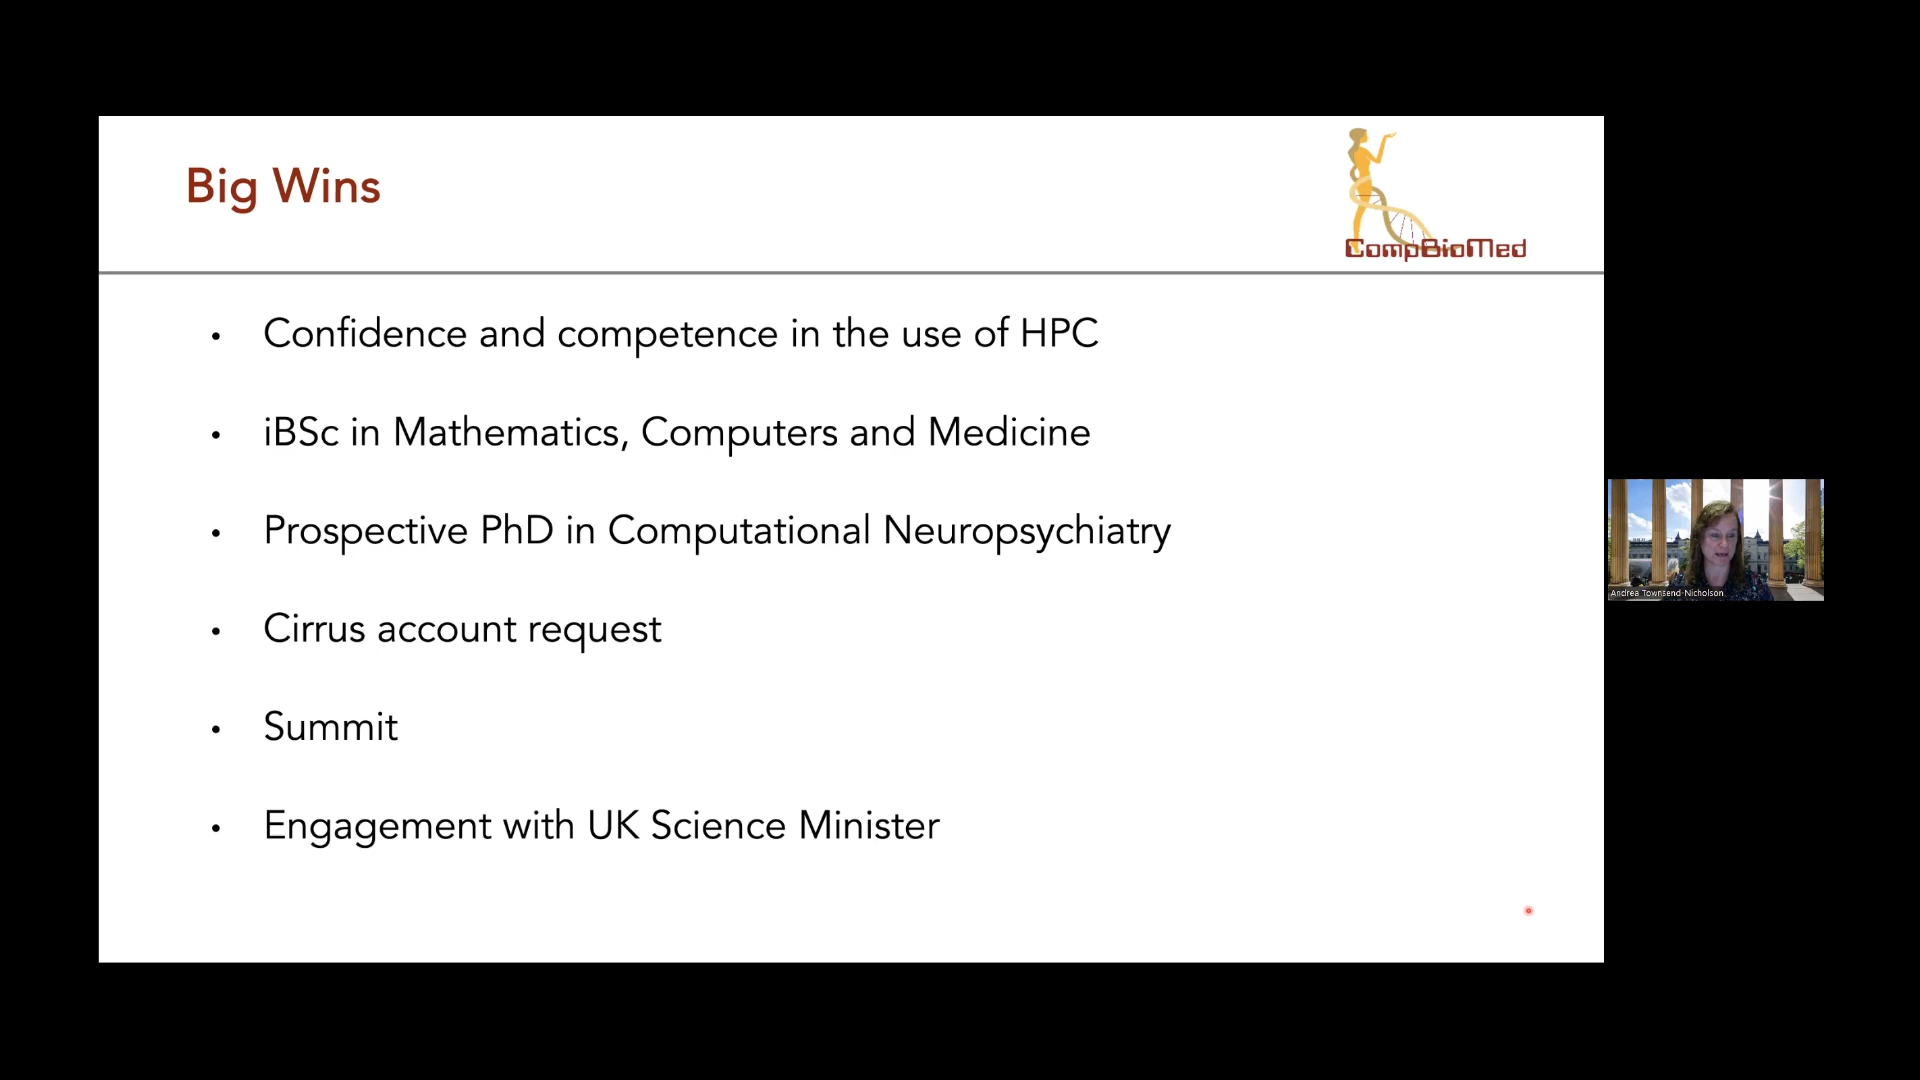 Big Wins
CompBioMed
• Confidence and competence in the use of HPC
• iBSc in Mathematics, Computers and Medicine
• Prospective PhD in Computational Neuropsychiatry
• Cirrus account request
• Summit
• Engagement with UK Science Minister
Andrea Townsend-Nicholson